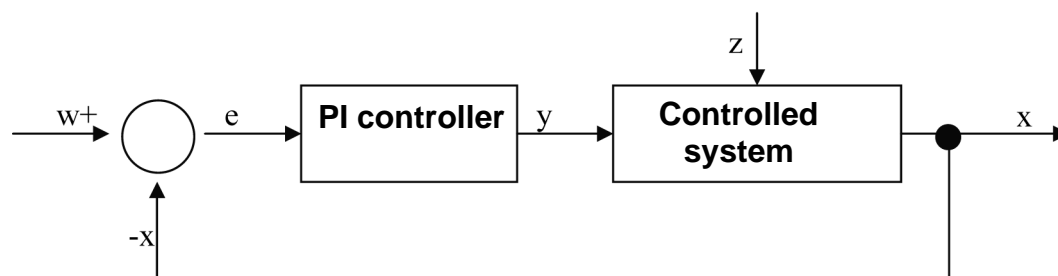 z
w+
e
PI controller
y
Controlled
system
x
-x